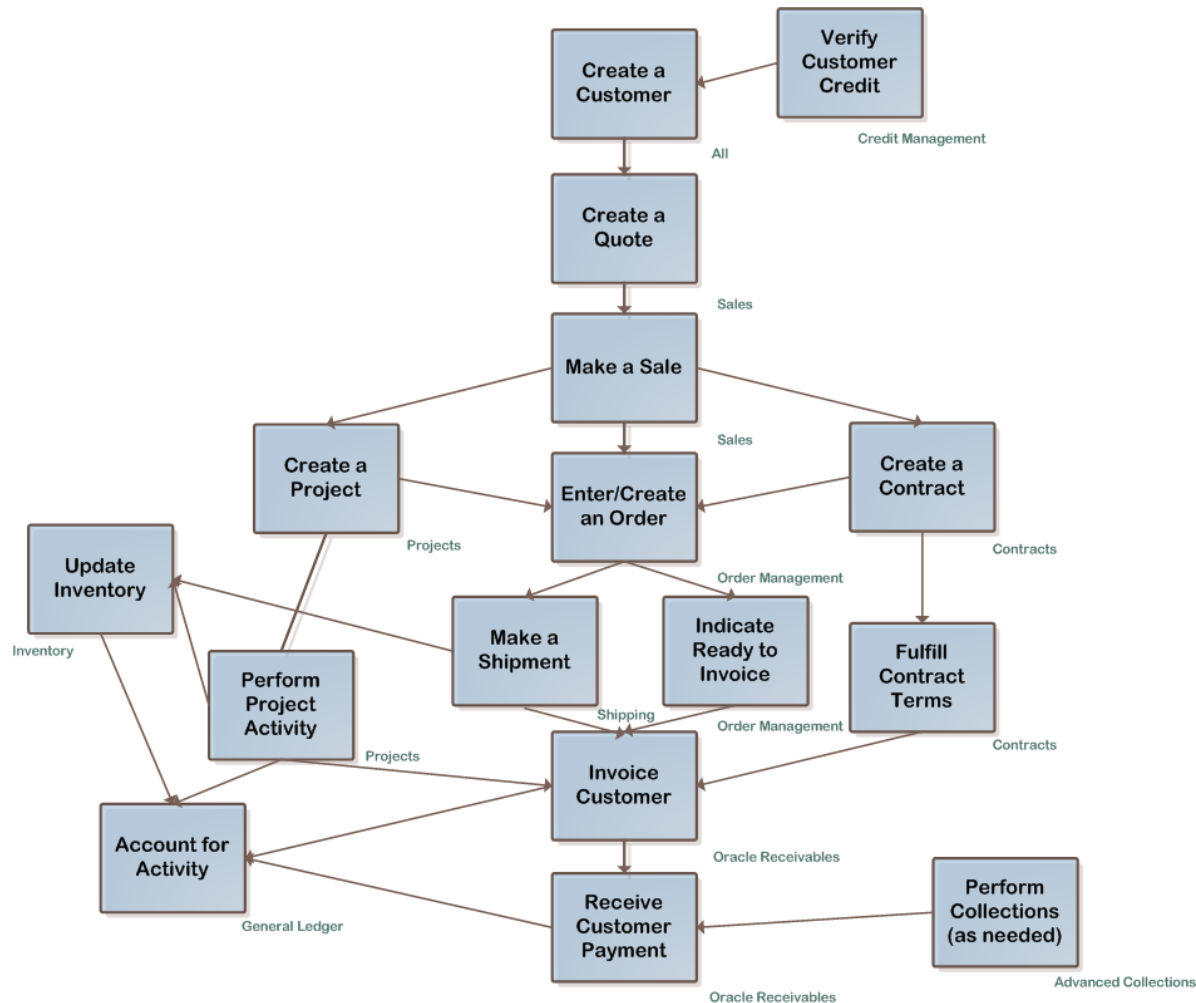 Create a
Customer
Verify
Customer
Credit
Credit Management
All
Create a
Quote
Sales
Make a Sale
Sales
Create a
Project
Projects
Enter/Create
an Order
Order Management
Create a
Contract
Contracts
Update
Inventory
Inventory
Perform
Project
Activity
Projects
Make a
Shipment
Shipping
Indicate
Ready to
Invoice
Order Management
Fulfill
Contract
Terms
Contracts
Invoice
Customer
Oracle Receivables
Account for
Activity
General Ledger
Receive
Customer
Payment
Oracle Receivables
Perform
Collections
(as needed)
Advanced Collections